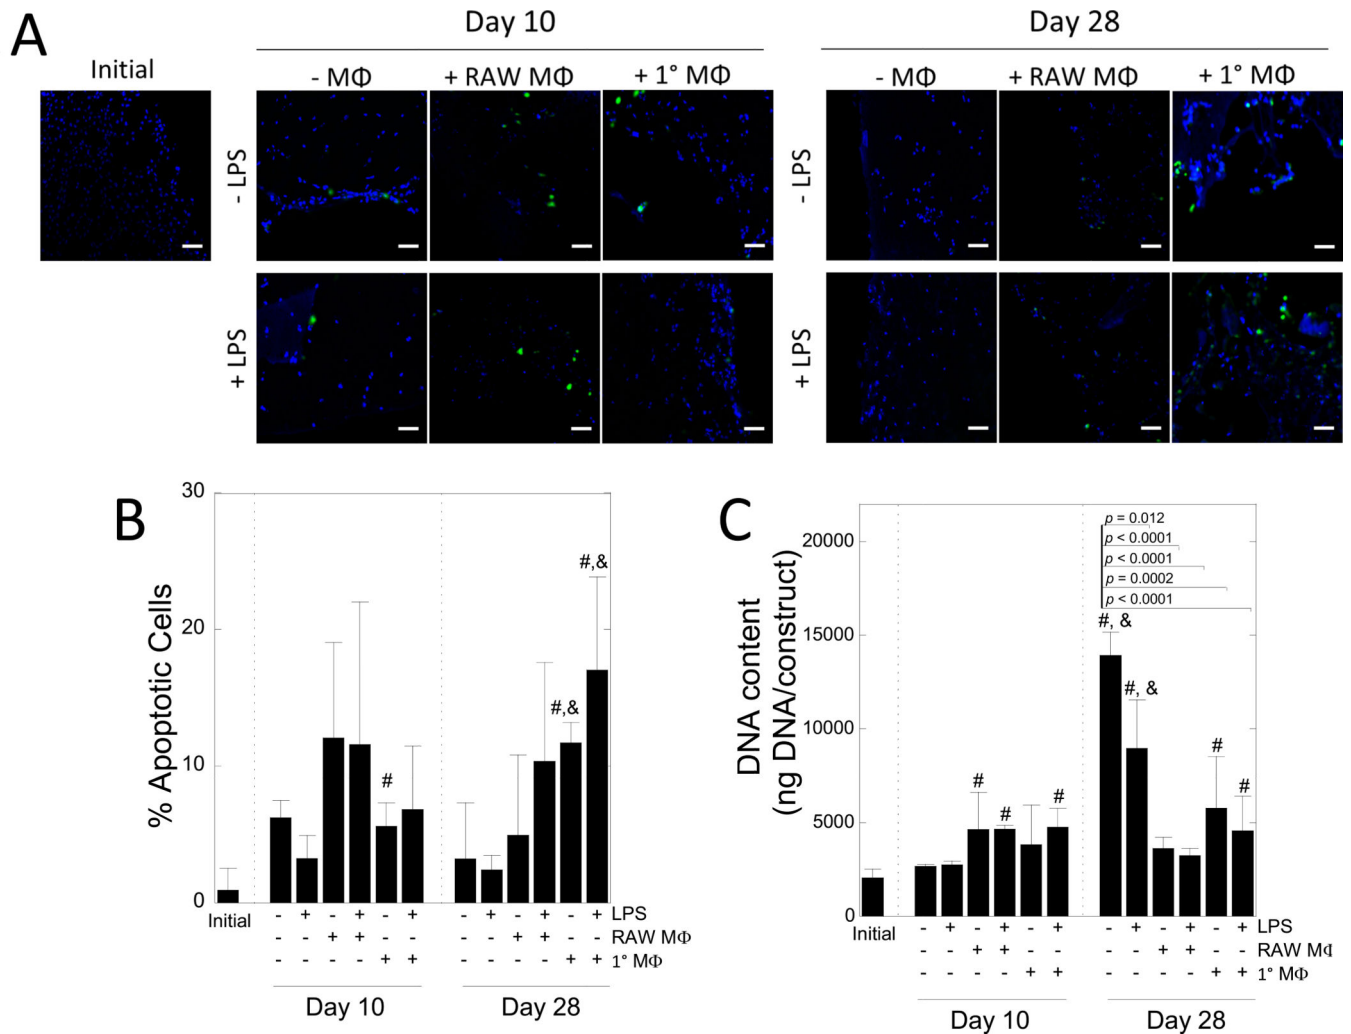 A
Day 10
Day 28
Initial
- MΦ
+ RAW MΦ
+ 1° MΦ
- MΦ
+ RAW MΦ
+ 1° MΦ
- LPS
- LPS
+ LPS
+ LPS
B
% Apoptotic Cells
30
20
10
0
#
#,&
#,&
Initial
- + - + - + - + - + - + LPS
- - + + - - - - + + - - RAW MΦ
- - - - + + - - - - + + 1° MΦ
Day 10
Day 28
C
DNA content
(ng DNA/construct)
20000
15000
10000
5000
0
p = 0.012
p < 0.0001
p < 0.0001
p = 0.0002
p < 0.0001
#, &
#, &
# # #
# #
Initial
- + - + - + - + - + - + LPS
- - + + - - - - + + - - RAW MΦ
- - - - + + - - - - + + 1° MΦ
Day 10
Day 28